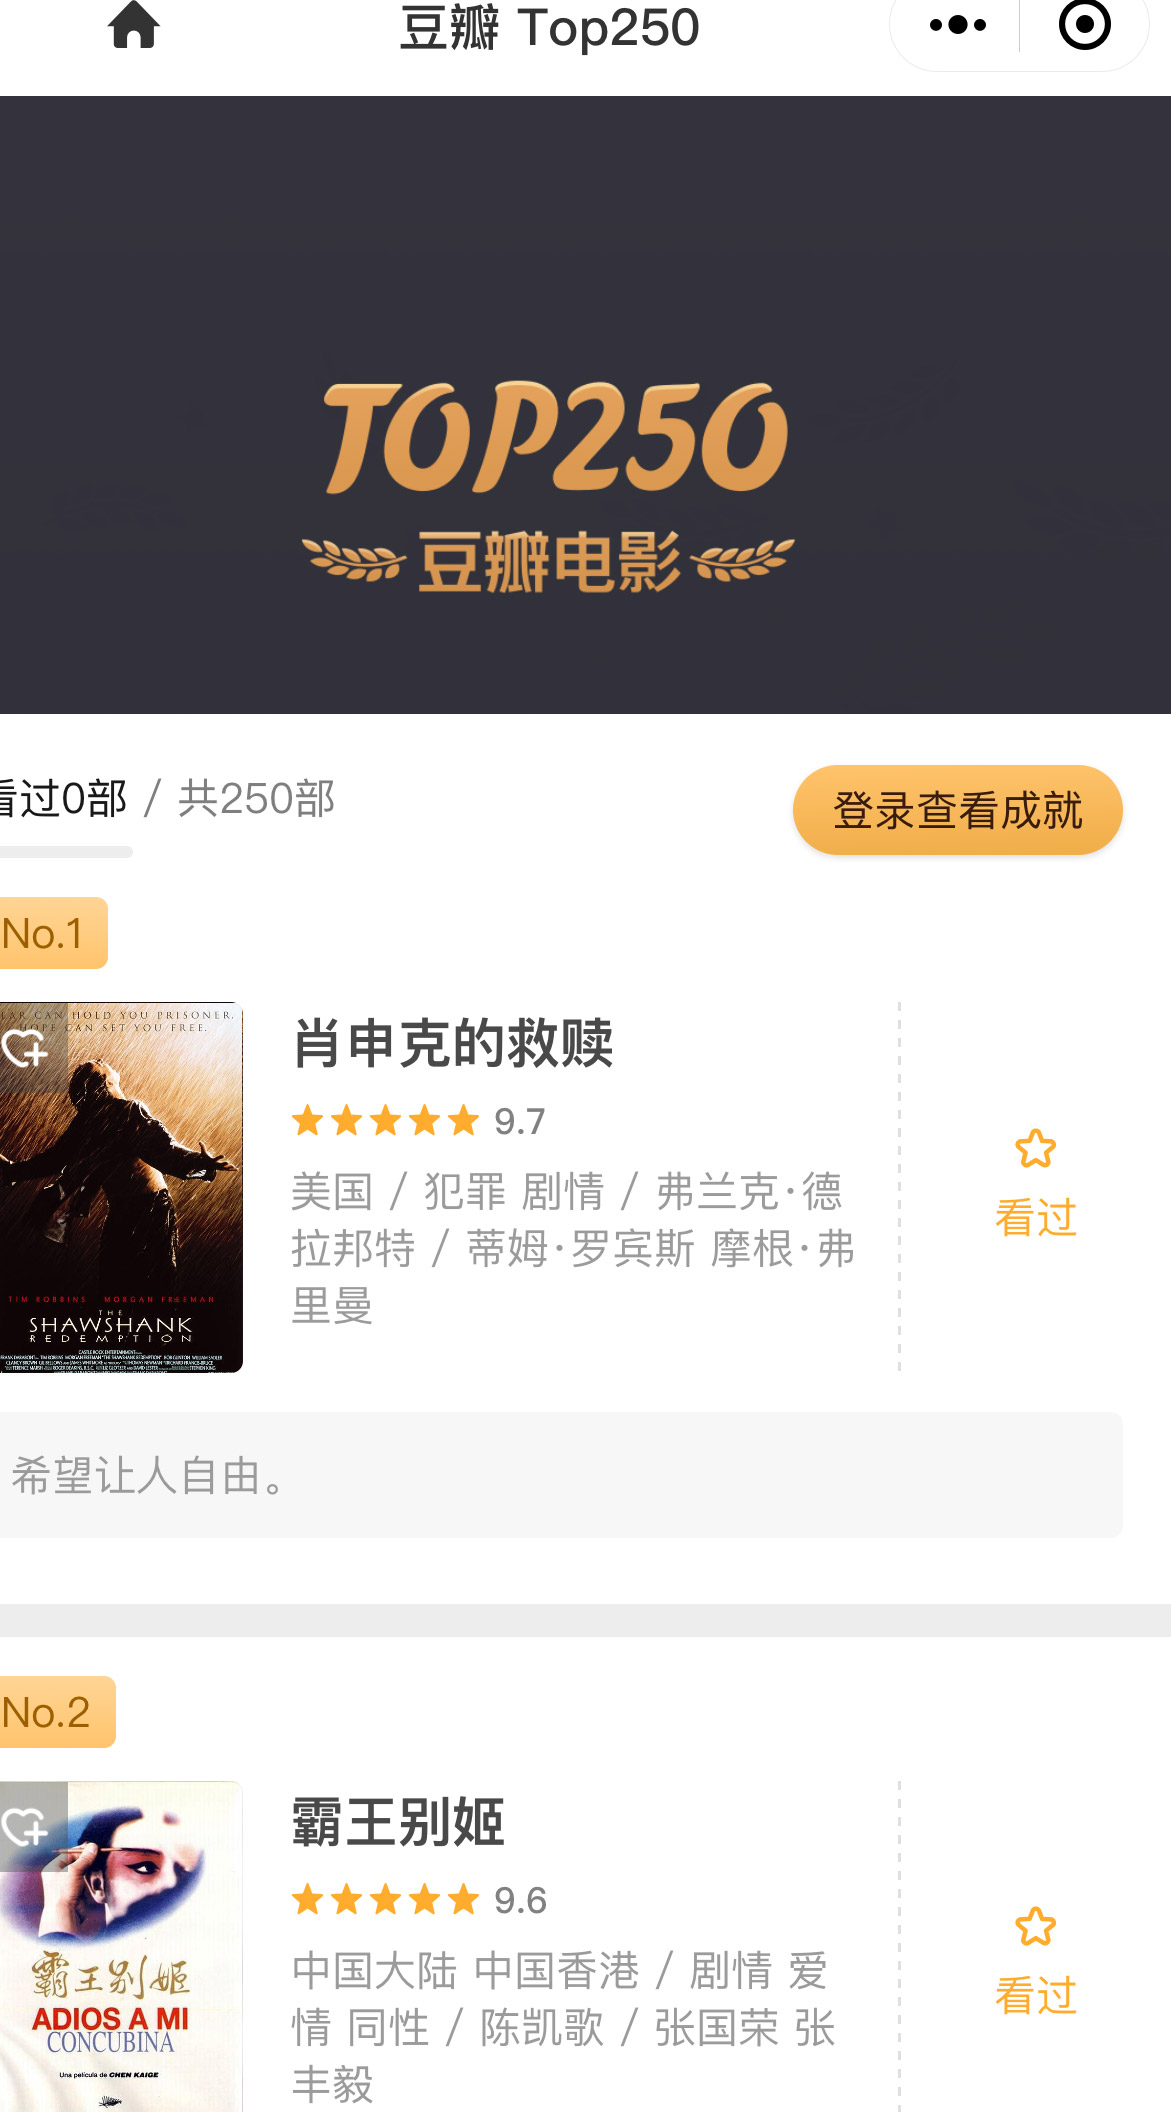 豆瓣 Top250
TOP250
豆瓣电影
看过0部 / 共250部
登录查看成就
No.1
肖申克的救赎
9.7
美国 / 犯罪 剧情 / 弗兰克·德
拉邦特 / 蒂姆·罗宾斯 摩根·弗
里曼
看过
EAR CAN HOLD YOU PRISONER.
HOPE CAN SET YOU FREE.
TIM ROBBINS MORGAN FREEMAN
THE
SHAWSHANK
REDEMPTION
希望让人自由。
No.2
霸王别姬
9.6
中国大陆 中国香港 / 剧情 爱
情 同性 / 陈凯歌 / 张国荣 张
丰毅
看过
霸王别姬
ADIOS A MI
CONCUBINA
Una película de CHEN KAIGE